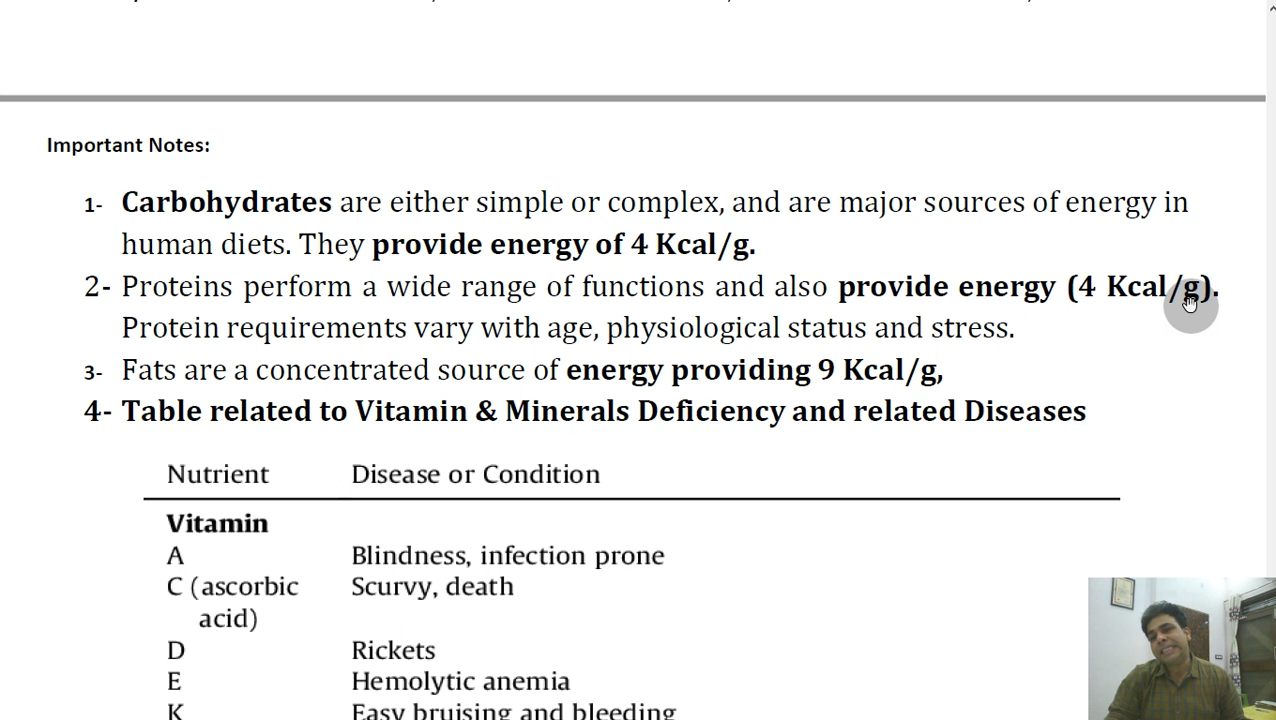 Important Notes:
1- Carbohydrates are either simple or complex, and are major sources of energy in
human diets. They provide energy of 4 Kcal/g.
2- Proteins perform a wide range of functions and also provide energy (4 Kcal/g).
Protein requirements vary with age, physiological status and stress.
3- Fats are a concentrated source of energy providing 9 Kcal/g,
4- Table related to Vitamin & Minerals Deficiency and related Diseases
Nutrient Disease or Condition
Vitamin
A Blindness, infection prone
C (ascorbic Scurvy, death
acid)
D Rickets
E Hemolytic anemia
K Easy bruising and bleeding